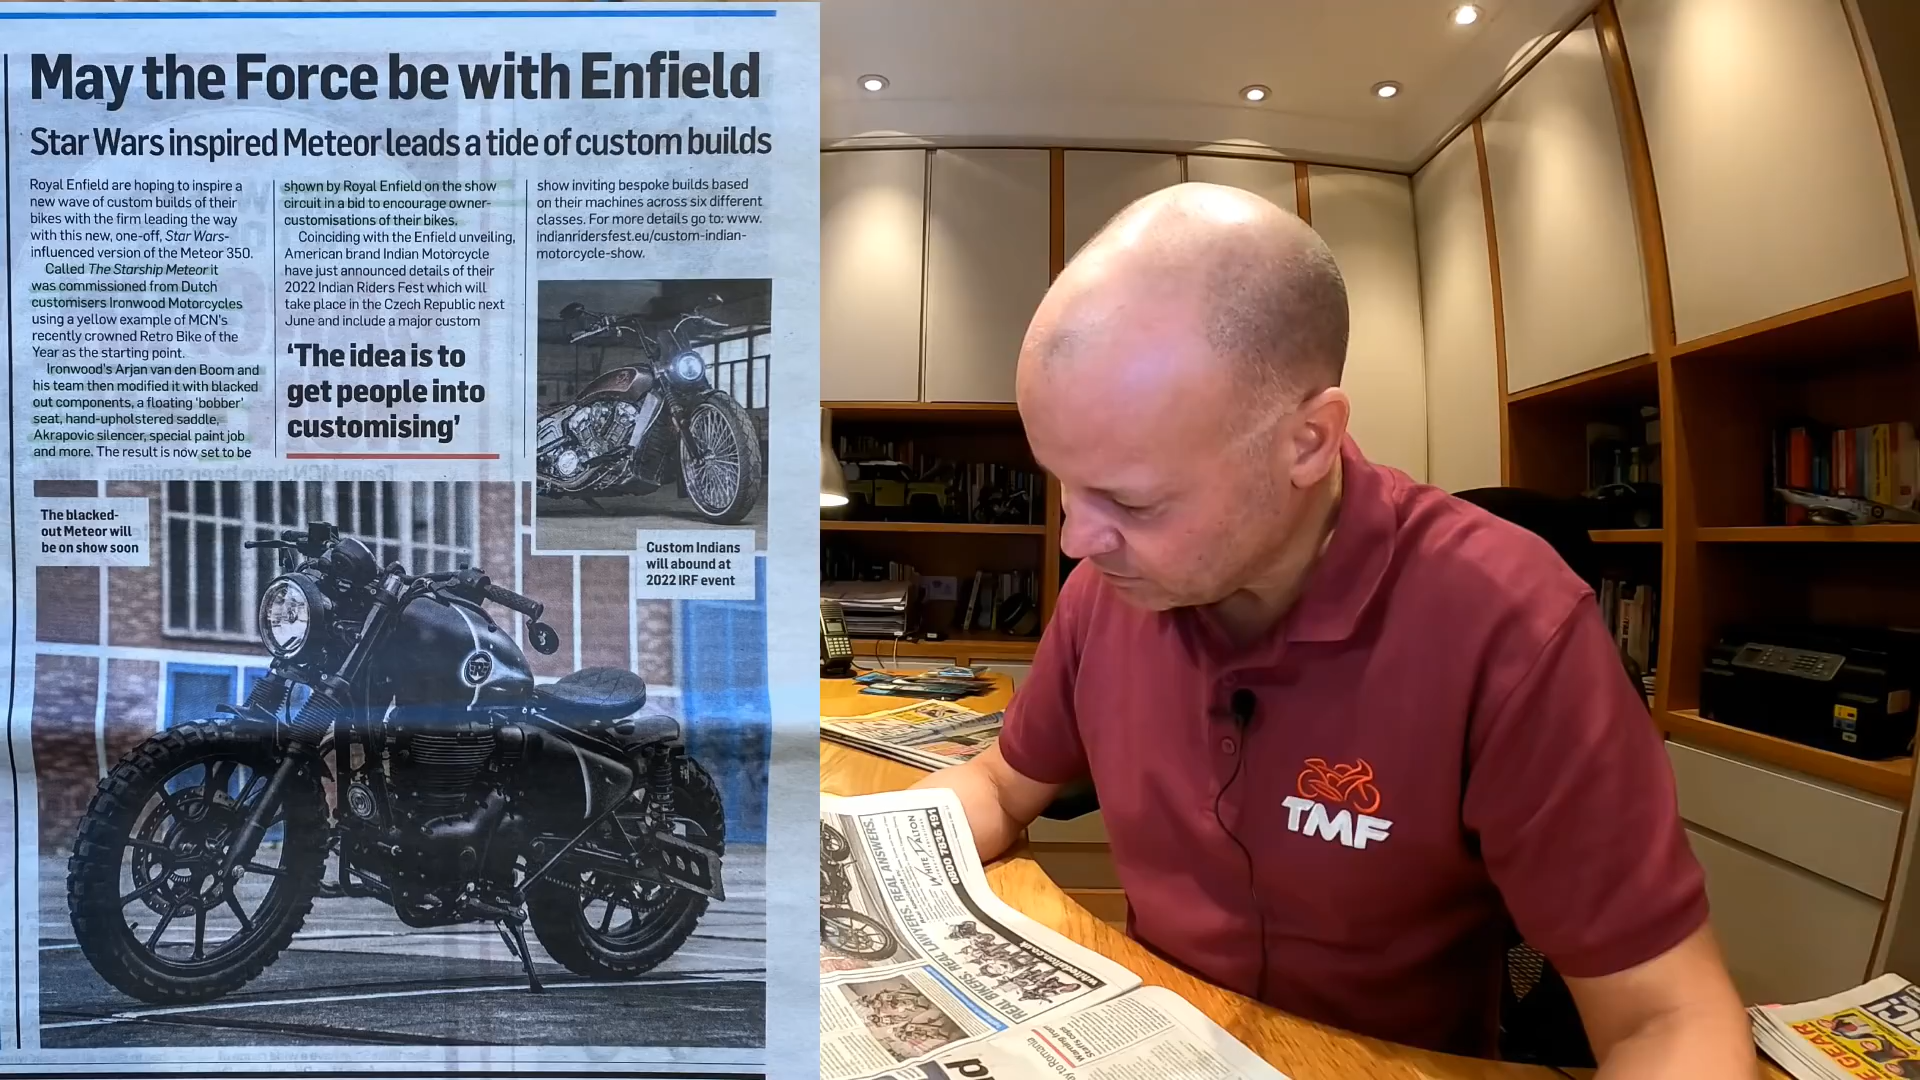 May the Force be with Enfield
Star Wars inspired Meteor leads a tide of custom builds
Royal Enfield are hoping to inspire a
new wave of custom builds of their
bikes with the firm leading the way
with this new, one-off, Star Wars-
influenced version of the Meteor 350.
Called The Starship Meteor it
was commissioned from Dutch
customisers Ironwood Motorcycles
using a yellow example of MCN's
recently crowned Retro Bike of the
Year as the starting point.
Ironwood's Arjan van den Boom and
his team then modified it with blacked
out components, a floating 'bobber'
seat, hand-upholstered saddle,
Akrapovic silencer, special paint job
and more. The result is now set to be
shown by Royal Enfield on the show
circuit in a bid to encourage owner-
customisations of their bikes.
Coinciding with the Enfield unveiling,
American brand Indian Motorcycle
have just announced details of their
2022 Indian Riders Fest which will
take place in the Czech Republic next
June and include a major custom
'The idea is to
get people into
customising'
show inviting bespoke builds based
on their machines across six different
classes. For more details go to: www.
indianridersfest.eu/custom-indian-
motorcycle-show.
The blacked-
out Meteor will
be on show soon
Custom Indians
will abound at
2022 IRF event
TMF
REAL BIKERS. REAL LAWYERS. REAL ANSWERS.
WHITE DALTON
0800 7836 191
whitedalton.co.uk
Staff's oops
Warning from
y to Romania
GEAR